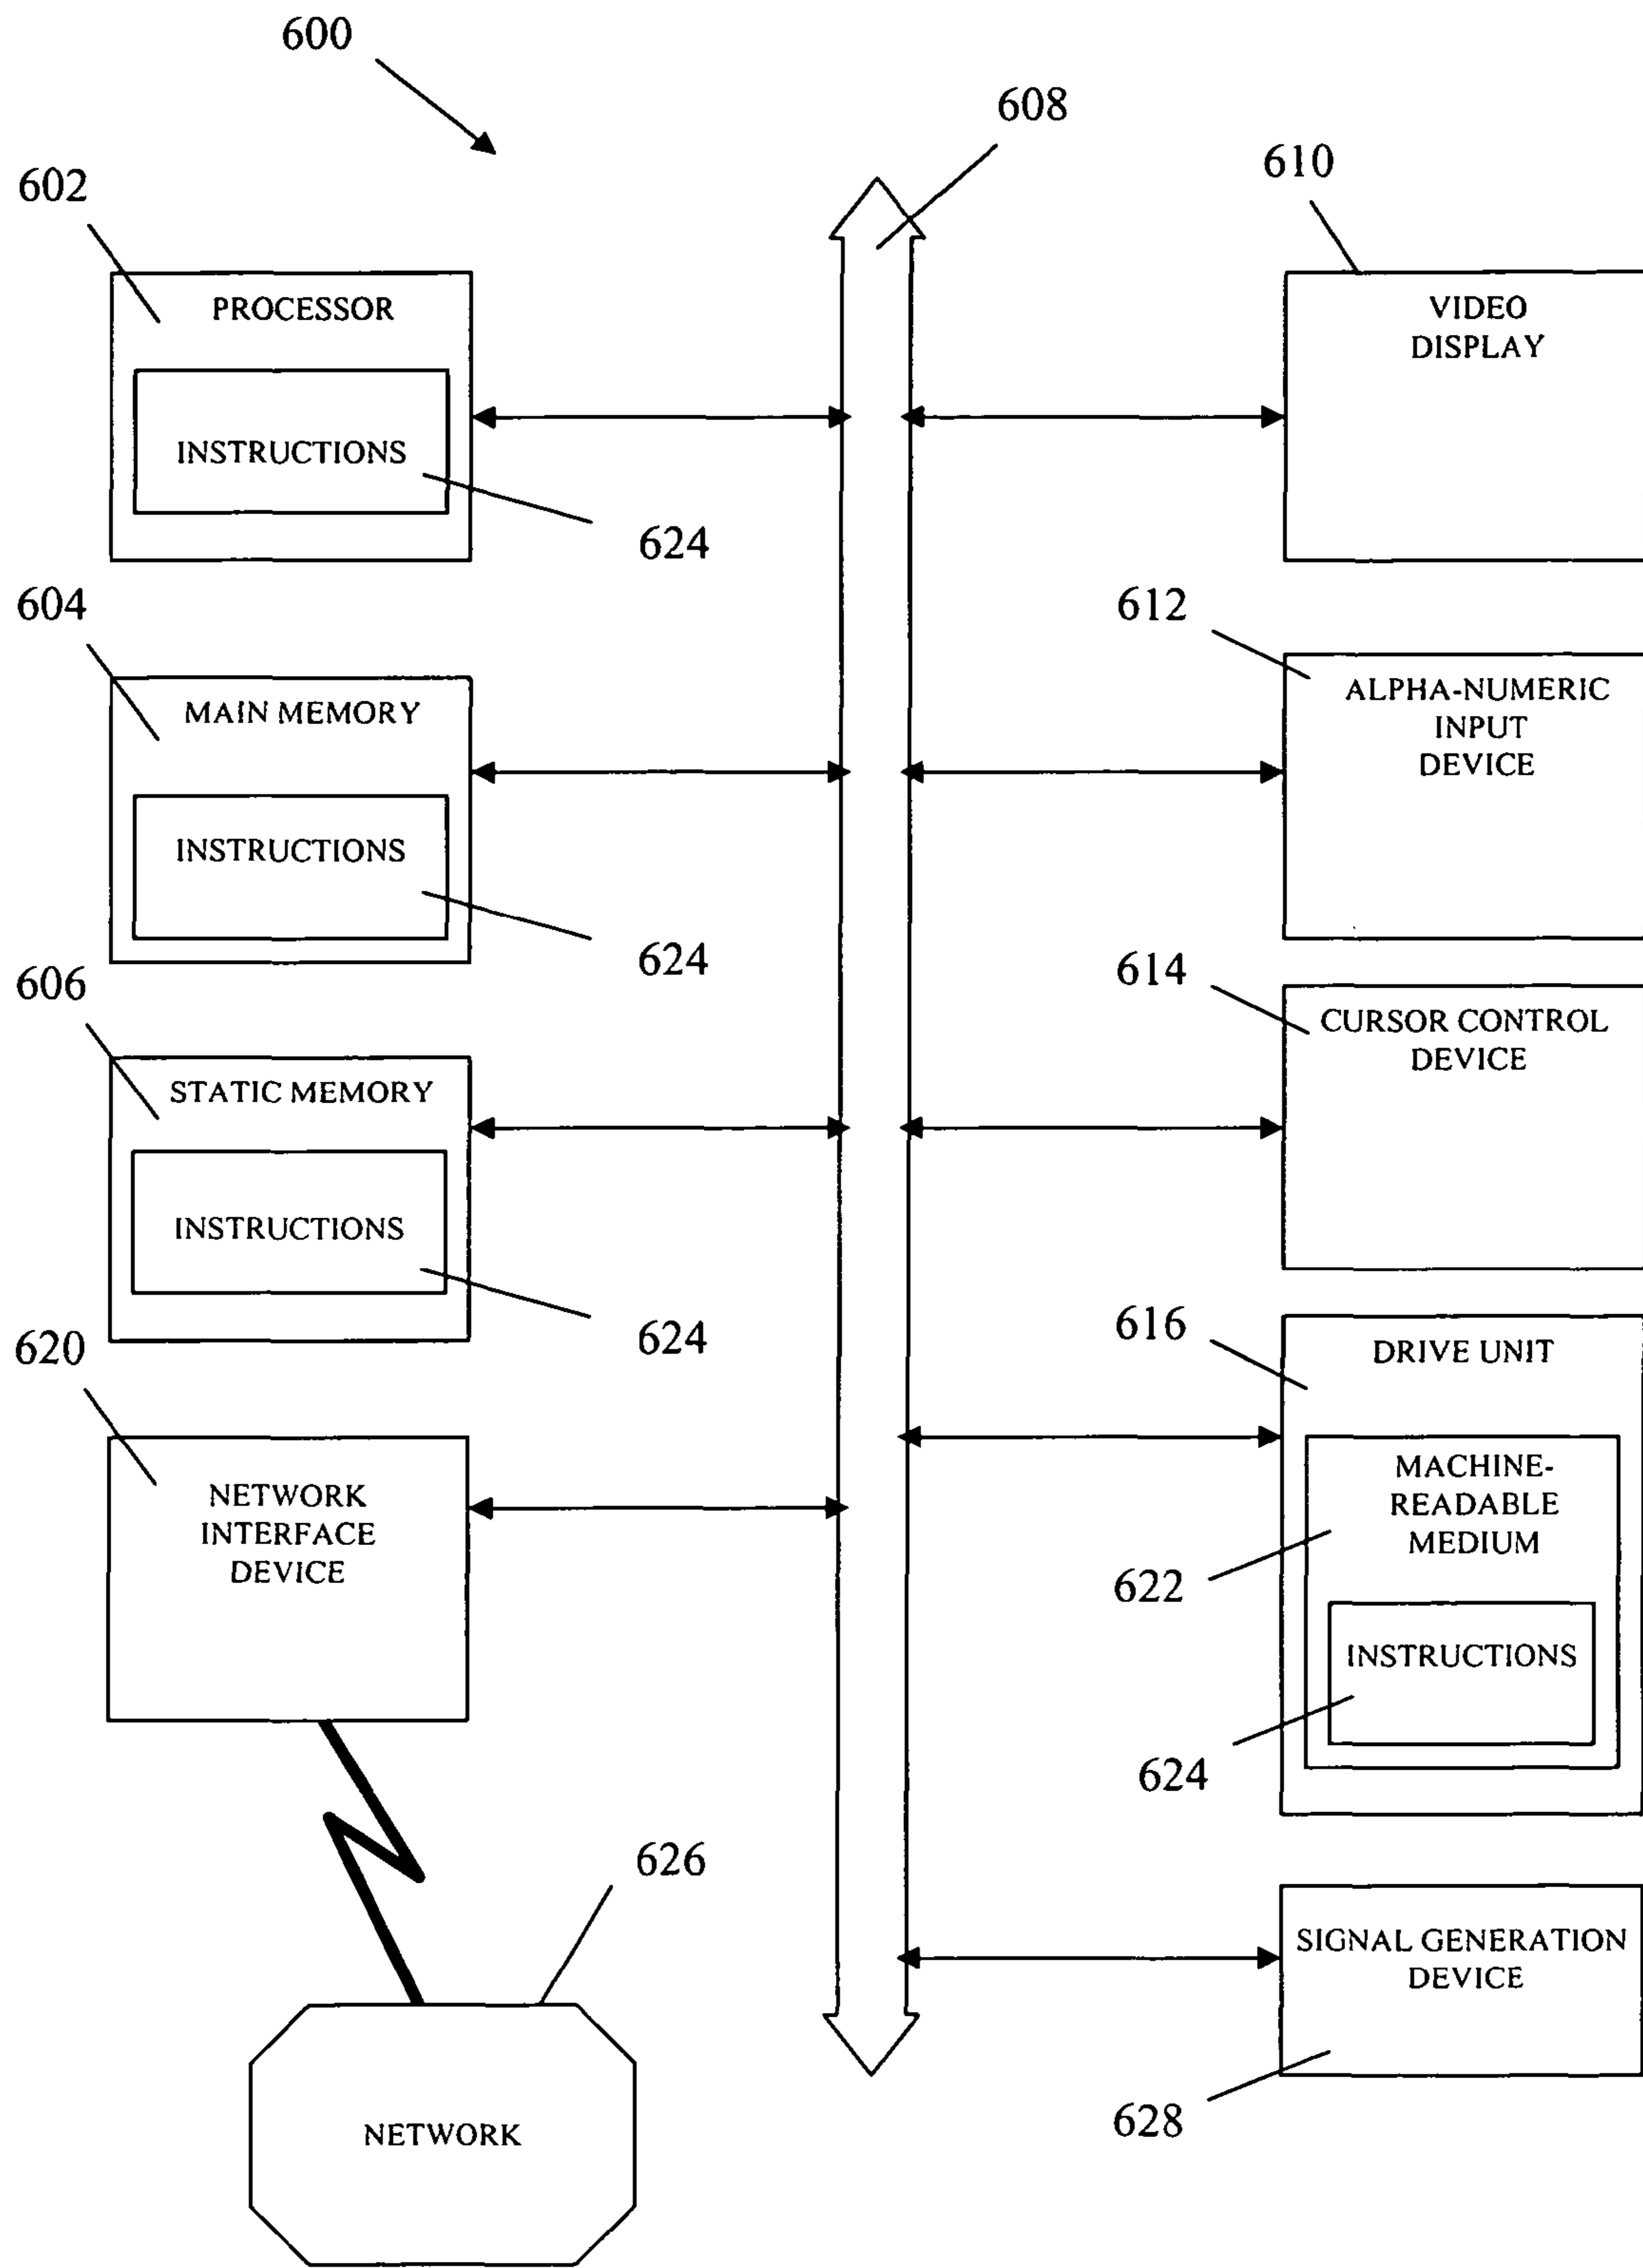 600
608
610
602
PROCESSOR
INSTRUCTIONS
624
VIDEO
DISPLAY
604
MAIN MEMORY
INSTRUCTIONS
624
612
ALPHA-NUMERIC
INPUT
DEVICE
606
STATIC MEMORY
INSTRUCTIONS
624
614
CURSOR CONTROL
DEVICE
620
NETWORK
INTERFACE
DEVICE
616
DRIVE UNIT
MACHINE-
READABLE
MEDIUM
622
INSTRUCTIONS
624
626
NETWORK
SIGNAL GENERATION
DEVICE
628